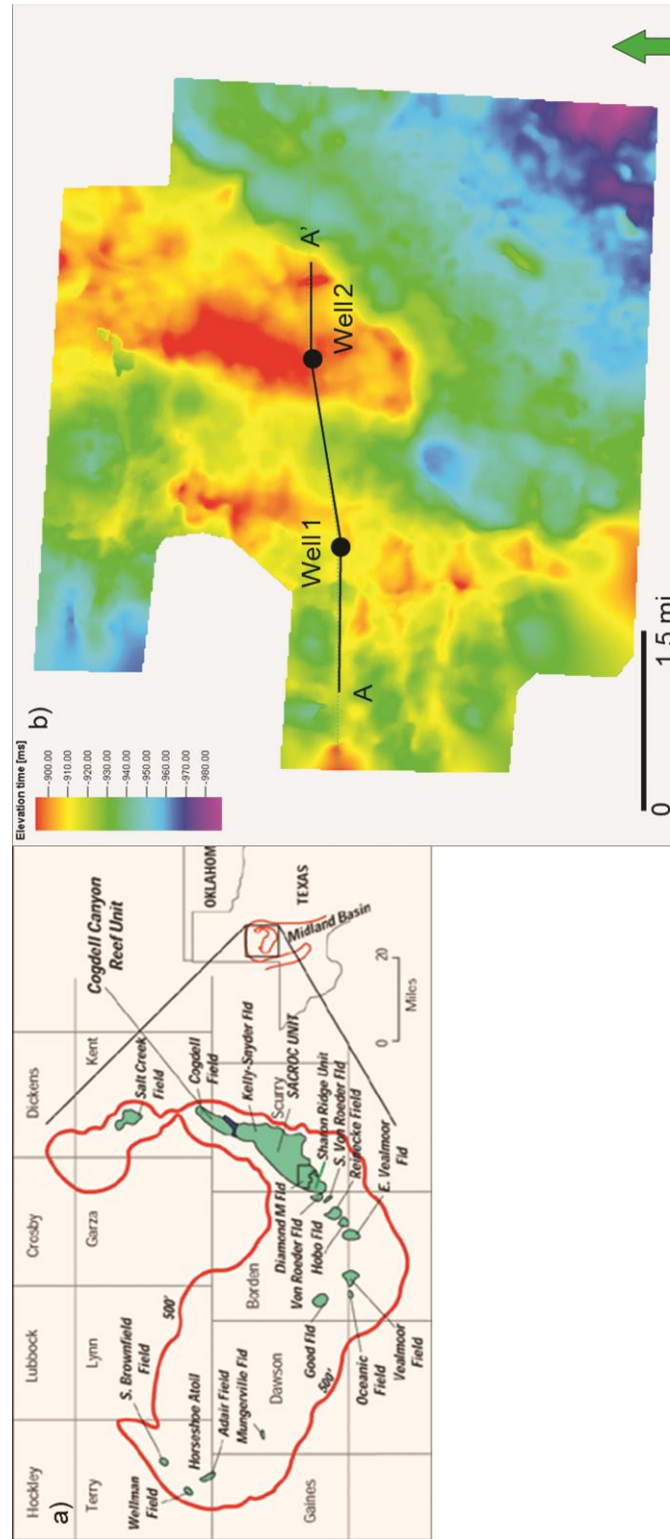 a)
Hockley
Lubbock
Crosby
Dickens
Terry
Lynn
Garza
Kent
Cogdell Canyon
Reef Unit
S. Brownfield
Field
500'
Salt Creek
Field
Wellman
Field
Horseshoe Atoll
Adair Field
Mungerville Fld
Cogdell
Field
Kelly-Snyder Fld
Scurry
SACROC UNIT
Borden
Diamond M Fld
Von Roeder Fld
Hobo Fld
Sharon Ridge Unit
S. Von Roeder Fld
Reinecke Field
E. Vealmoor
Fld
Gaines
Dawson
Good Fld
500'
Oceanic
Field
Vealmoor
Field
OKLAHOM
TEXAS
Midland Basin
0
20
Miles
b)
Elevation time [ms]
-900.00
-910.00
-920.00
-930.00
-940.00
-950.00
-960.00
-970.00
-980.00
A
Well 1
Well 2
A'
0
1.5 mi